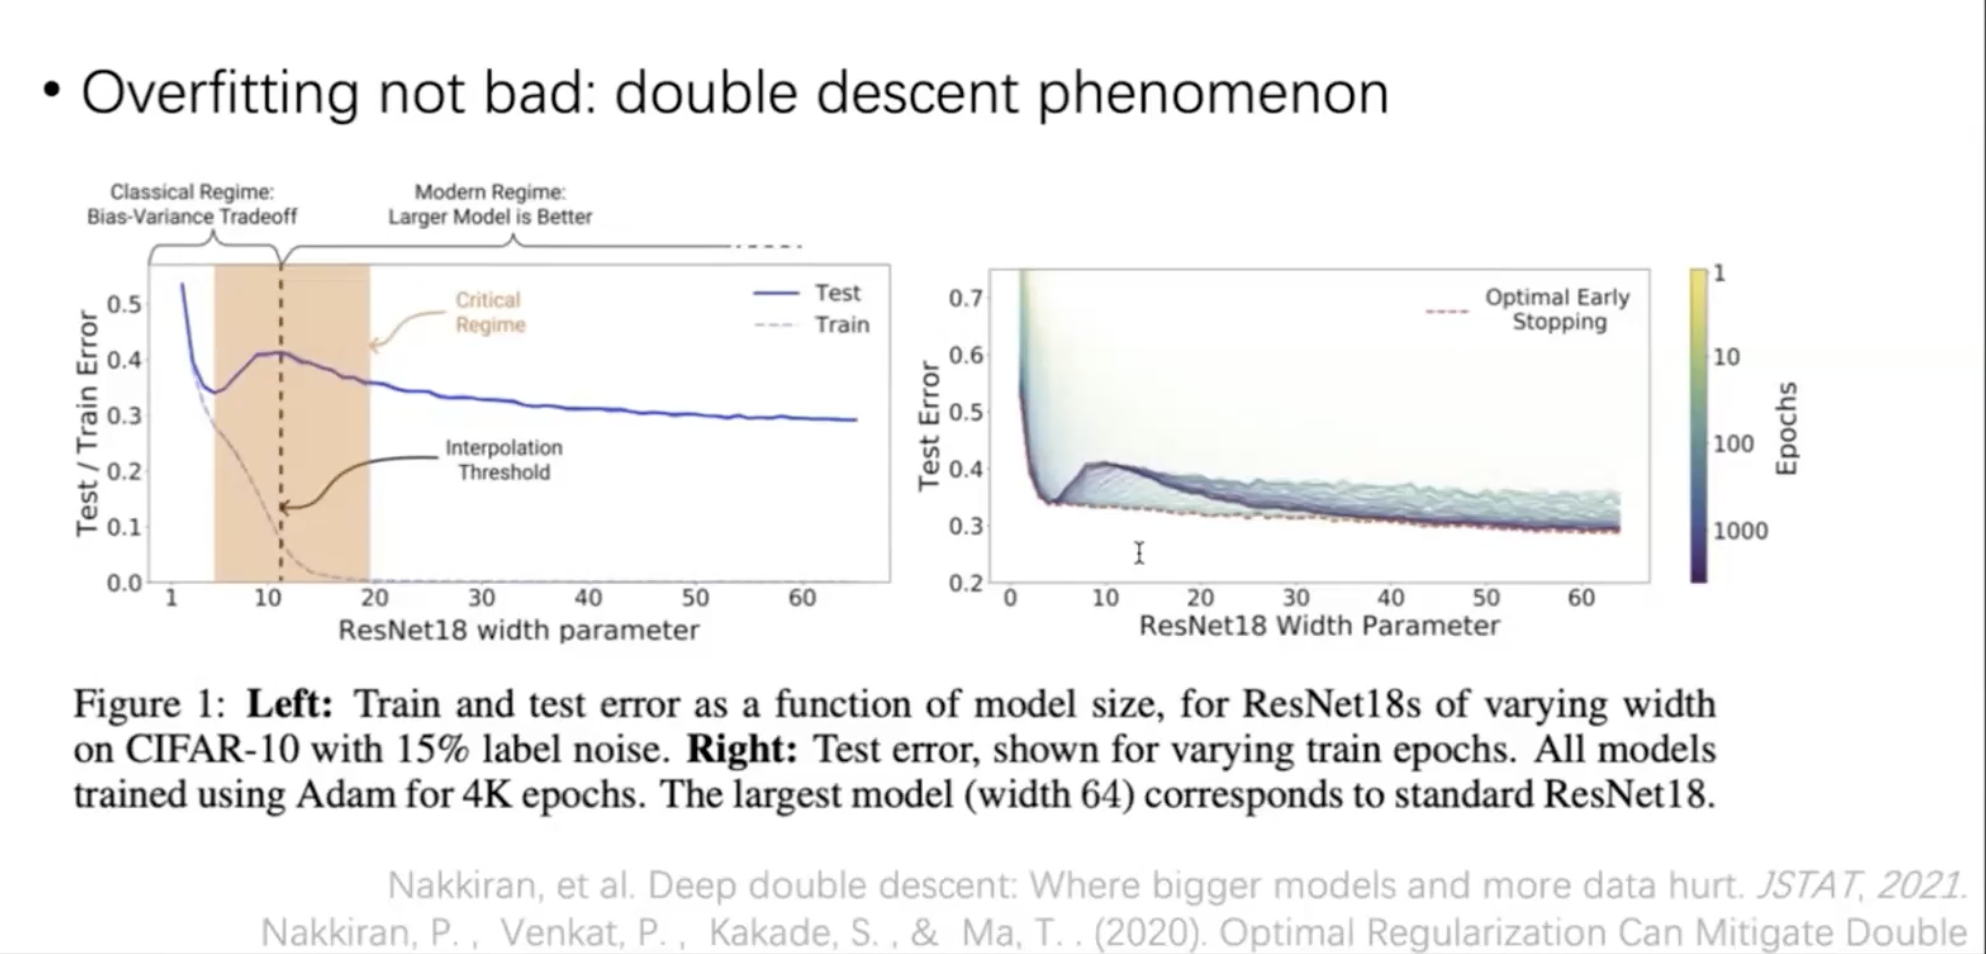 • Overfitting not bad: double descent phenomenon
Classical Regime:
Bias-Variance Tradeoff
Modern Regime:
Larger Model is Better
Test / Train Error
0.5
0.4
0.3
0.2
0.1
0.0
Critical
Regime
Test
Train
Interpolation
Threshold
1 10 20 30 40 50 60
ResNet18 width parameter
Test Error
0.7
0.6
0.5
0.4
0.3
0.2
Optimal Early
Stopping
0 10 20 30 40 50 60
ResNet18 Width Parameter
1
10
100
1000
Epochs
Figure 1: Left: Train and test error as a function of model size, for ResNet18s of varying width
on CIFAR-10 with 15% label noise. Right: Test error, shown for varying train epochs. All models
trained using Adam for 4K epochs. The largest model (width 64) corresponds to standard ResNet18.
Nakkiran, et al. Deep double descent: Where bigger models and more data hurt. JSTAT, 2021.
Nakkiran, P. , Venkat, P. , Kakade, S. , & Ma, T. . (2020). Optimal Regularization Can Mitigate Double